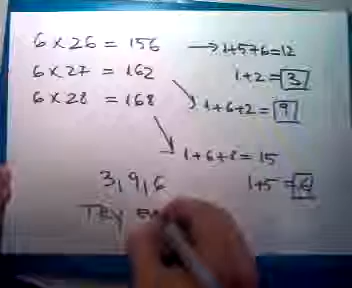 6 × 26 = 156 → 1+5+6=12
1+2 = 3
6 × 27 = 162
1+6+2 = 9
6 × 28 = 168
1+6+8 = 15
1+5 = 6
3, 9, 6
TRY